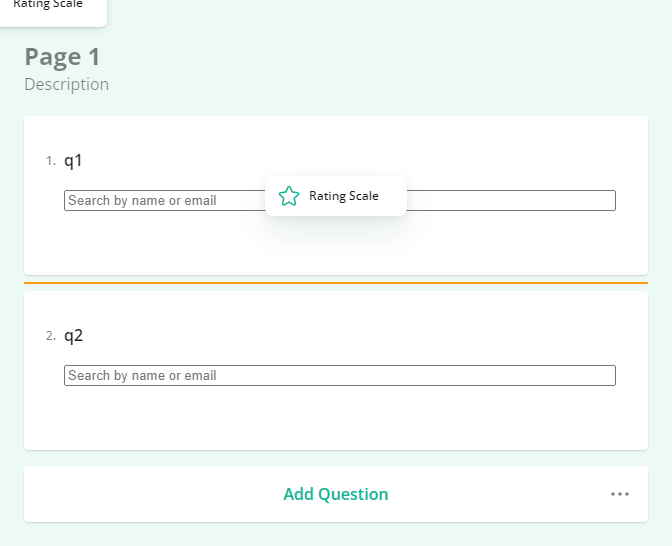 Rating Scale
Page 1
Description
1. q1
Search by name or email
Rating Scale
2. q2
Search by name or email
Add Question